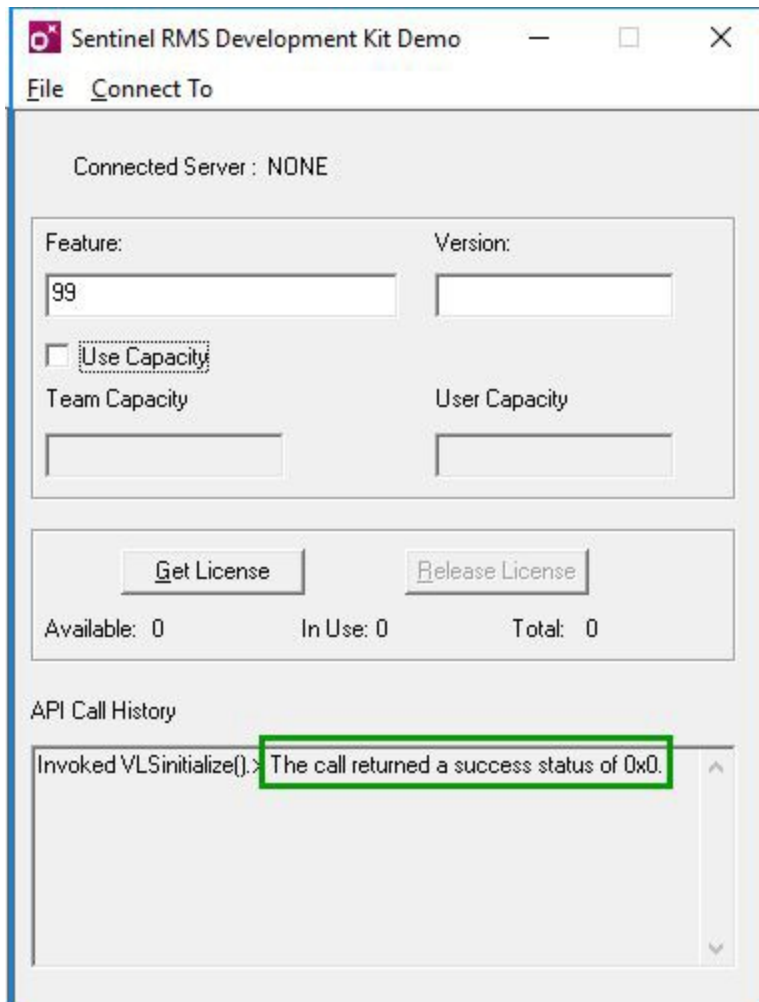 Sentinel RMS Development Kit Demo
File Connect To
Connected Server : NONE
Feature: Version:
99
Use Capacity
Team Capacity User Capacity
Get License Release License
Available: 0 In Use: 0 Total: 0
API Call History
Invoked VLSinitialize().> The call returned a success status of 0x0.